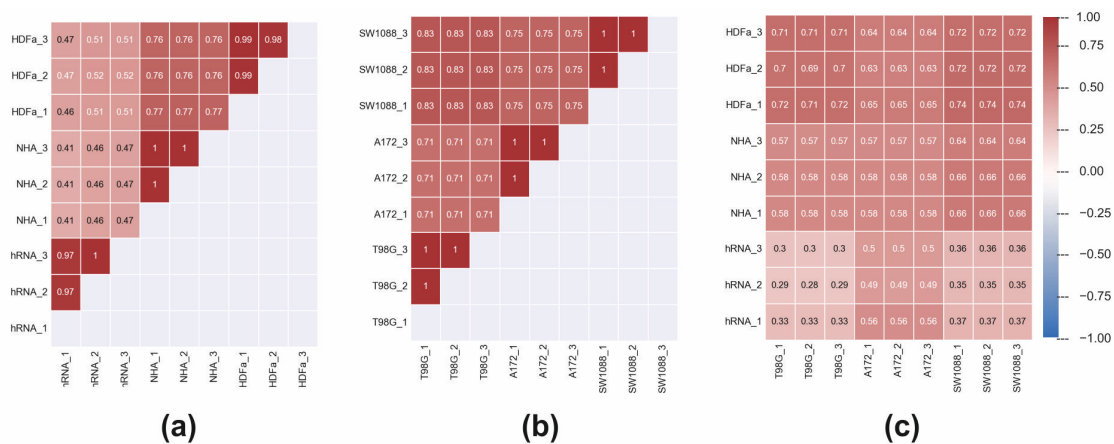 HDFa_3 0.47 0.51 0.51 0.76 0.76 0.76 0.99 0.98
HDFa_2 0.47 0.52 0.52 0.76 0.76 0.76 0.99
HDFa_1 0.46 0.51 0.51 0.77 0.77 0.77
NHA_3 0.41 0.46 0.47 1 1
NHA_2 0.41 0.46 0.47 1
NHA_1 0.41 0.46 0.47
hRNA_3 0.97 1
hRNA_2 0.97
hRNA_1
hRNA_1 hRNA_2 hRNA_3 NHA_1 NHA_2 NHA_3 HDFa_1 HDFa_2 HDFa_3
(a)
SW1088_3 0.83 0.83 0.83 0.75 0.75 0.75 1 1
SW1088_2 0.83 0.83 0.83 0.75 0.75 0.75 1
SW1088_1 0.83 0.83 0.83 0.75 0.75 0.75
A172_3 0.71 0.71 0.71 1 1
A172_2 0.71 0.71 0.71 1
A172_1 0.71 0.71 0.71
T98G_3 1 1
T98G_2 1
T98G_1
T98G_1 T98G_2 T98G_3 A172_1 A172_2 A172_3 SW1088_1 SW1088_2 SW1088_3
(b)
HDFa_3 0.71 0.71 0.71 0.64 0.64 0.64 0.72 0.72 0.72
HDFa_2 0.7 0.69 0.7 0.63 0.63 0.63 0.72 0.72 0.72
HDFa_1 0.72 0.71 0.72 0.65 0.65 0.65 0.74 0.74 0.74
NHA_3 0.57 0.57 0.57 0.57 0.57 0.57 0.64 0.64 0.64
NHA_2 0.58 0.58 0.58 0.58 0.58 0.58 0.66 0.66 0.66
NHA_1 0.58 0.58 0.58 0.58 0.58 0.58 0.66 0.66 0.66
hRNA_3 0.3 0.3 0.3 0.5 0.5 0.5 0.36 0.36 0.36
hRNA_2 0.29 0.28 0.29 0.49 0.49 0.49 0.35 0.35 0.35
hRNA_1 0.33 0.33 0.33 0.56 0.56 0.56 0.37 0.37 0.37
T98G_1 T98G_2 T98G_3 A172_1 A172_2 A172_3 SW1088_1 SW1088_2 SW1088_3
(c)
1.00
0.75
0.50
0.25
0.00
-0.25
-0.50
-0.75
-1.00